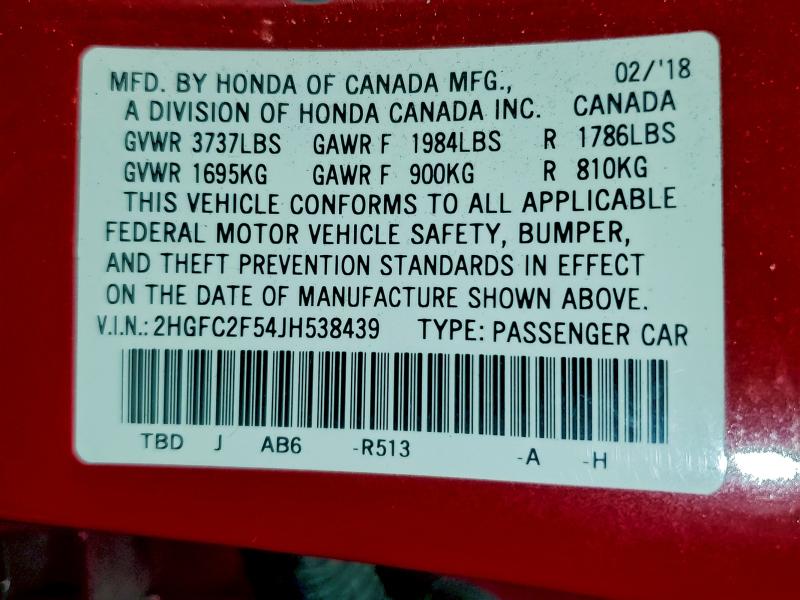 MFD. BY HONDA OF CANADA MFG., 02/'18
A DIVISION OF HONDA CANADA INC. CANADA
GVWR 3737LBS GAWR F 1984LBS R 1786LBS
GVWR 1695KG GAWR F 900KG R 810KG
THIS VEHICLE CONFORMS TO ALL APPLICABLE
FEDERAL MOTOR VEHICLE SAFETY, BUMPER,
AND THEFT PREVENTION STANDARDS IN EFFECT
ON THE DATE OF MANUFACTURE SHOWN ABOVE.
V.I.N.: 2HGFC2F54JH538439 TYPE: PASSENGER CAR
TBD J AB6 -R513 -A -H